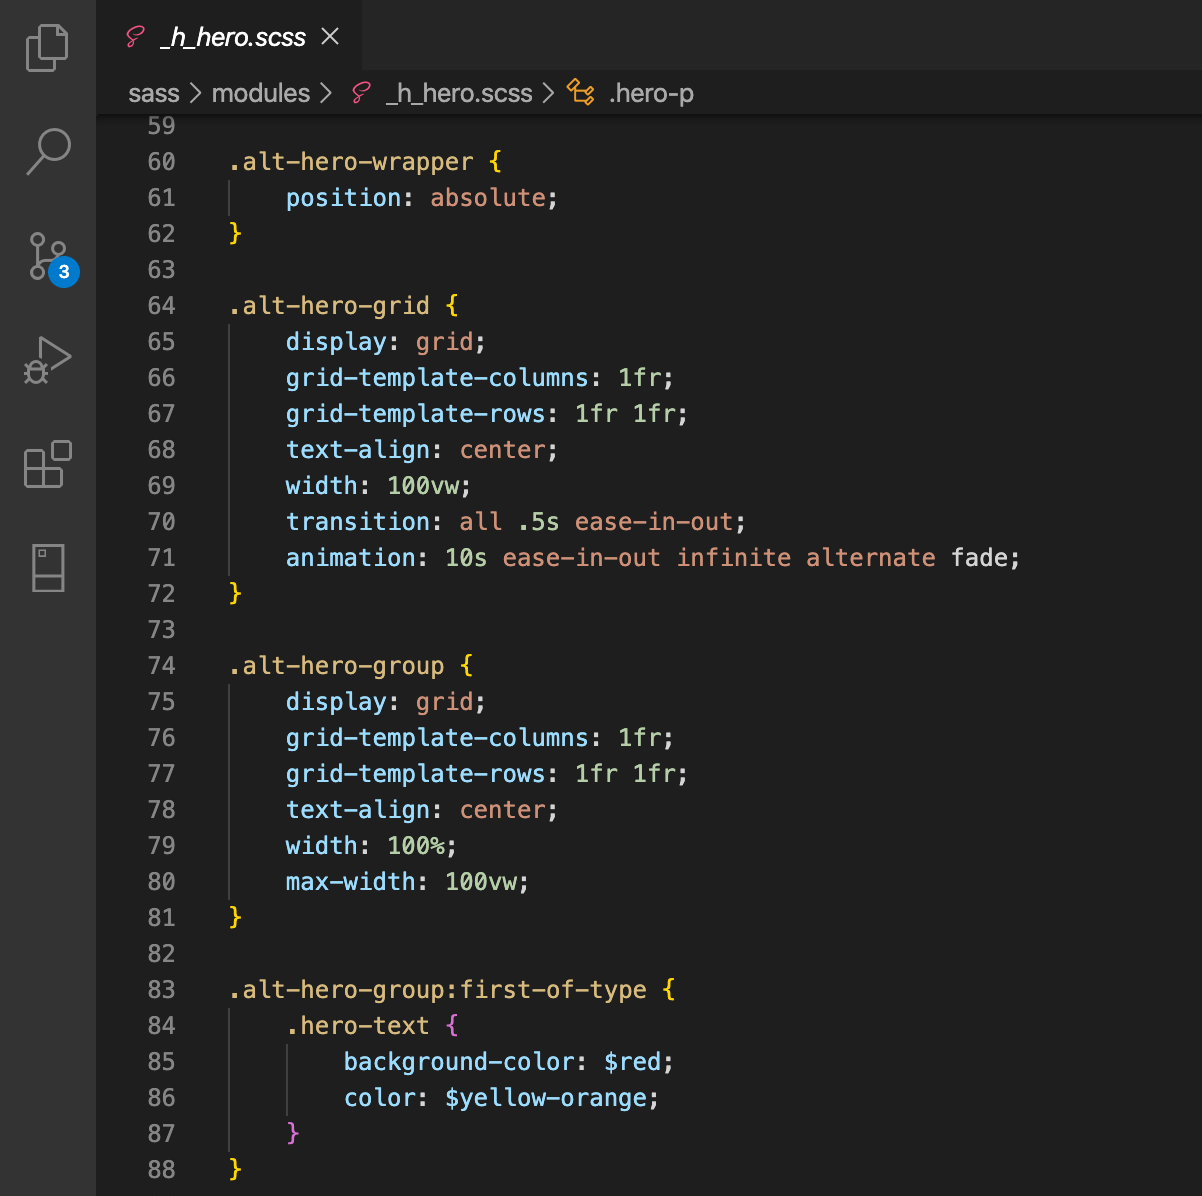 _h_hero.scss
sass > modules > _h_hero.scss > .hero-p
59
60 .alt-hero-wrapper {
61     position: absolute;
62 }
63
64 .alt-hero-grid {
65     display: grid;
66     grid-template-columns: 1fr;
67     grid-template-rows: 1fr 1fr;
68     text-align: center;
69     width: 100vw;
70     transition: all .5s ease-in-out;
71     animation: 10s ease-in-out infinite alternate fade;
72 }
73
74 .alt-hero-group {
75     display: grid;
76     grid-template-columns: 1fr;
77     grid-template-rows: 1fr 1fr;
78     text-align: center;
79     width: 100%;
80     max-width: 100vw;
81 }
82
83 .alt-hero-group:first-of-type {
84     .hero-text {
85         background-color: $red;
86         color: $yellow-orange;
87     }
88 }
3